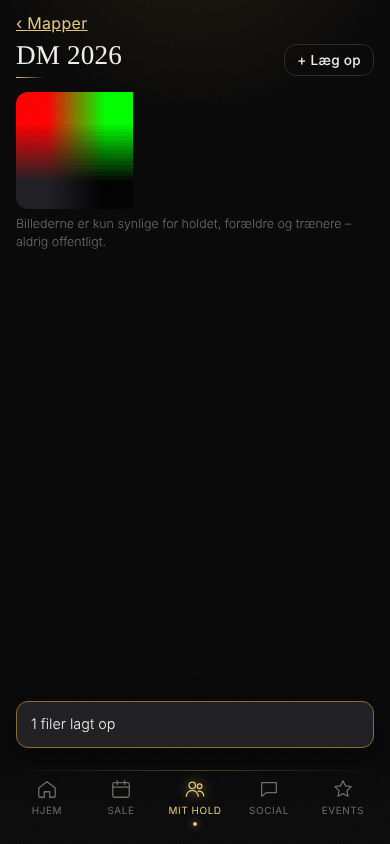 ‹ Mapper
DM 2026
+ Læg op
Billederne er kun synlige for holdet, forældre og trænere –
aldrig offentligt.
1 filer lagt op
HJEM
SALE
MIT HOLD
SOCIAL
EVENTS